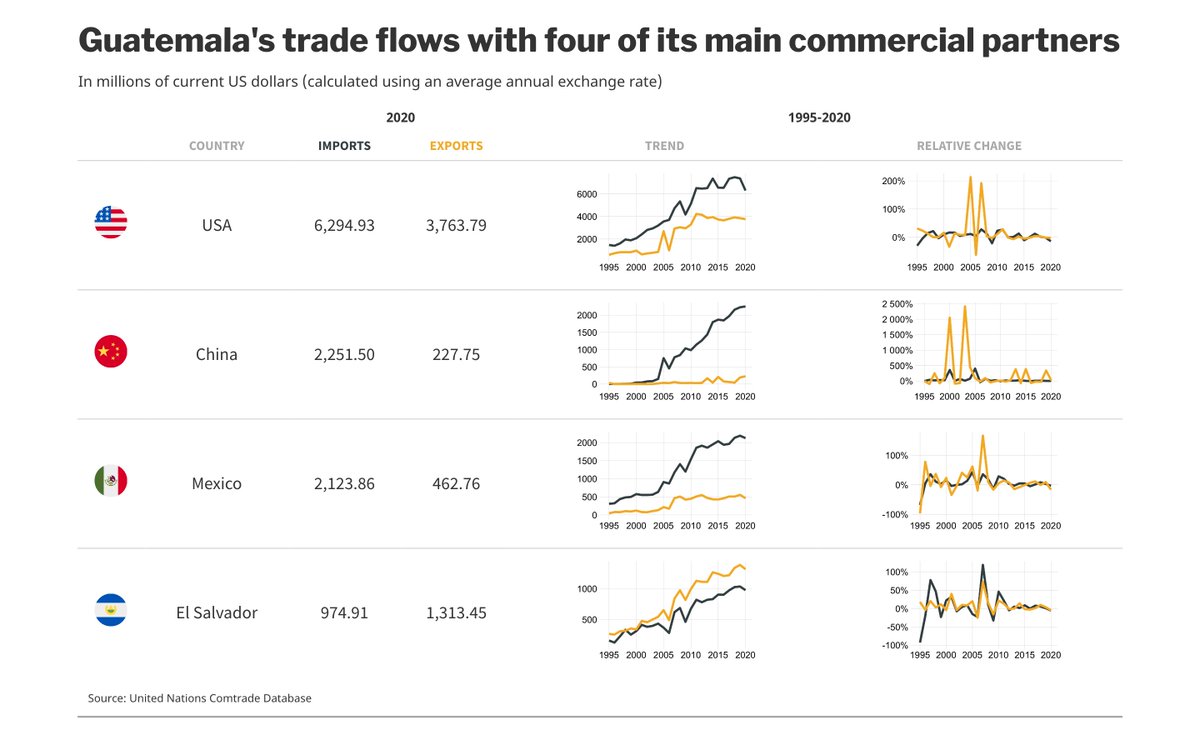 Guatemala's trade flows with four of its main commercial partners
In millions of current US dollars (calculated using an average annual exchange rate)
2020 1995-2020
COUNTRY IMPORTS EXPORTS TREND RELATIVE CHANGE
6000
4000
2000
1995 2000 2005 2010 2015 2020
200%
100%
0%
1995 2000 2005 2010 2015 2020
USA 6,294.93 3,763.79
2000
1500
1000
500
0
1995 2000 2005 2010 2015 2020
2 500%
2 000%
1 500%
1 000%
500%
0%
1995 2000 2005 2010 2015 2020
China 2,251.50 227.75
2000
1500
1000
500
0
1995 2000 2005 2010 2015 2020
100%
0%
-100%
1995 2000 2005 2010 2015 2020
Mexico 2,123.86 462.76
1000
500
1995 2000 2005 2010 2015 2020
100%
50%
0%
-50%
-100%
1995 2000 2005 2010 2015 2020
El Salvador 974.91 1,313.45
Source: United Nations Comtrade Database